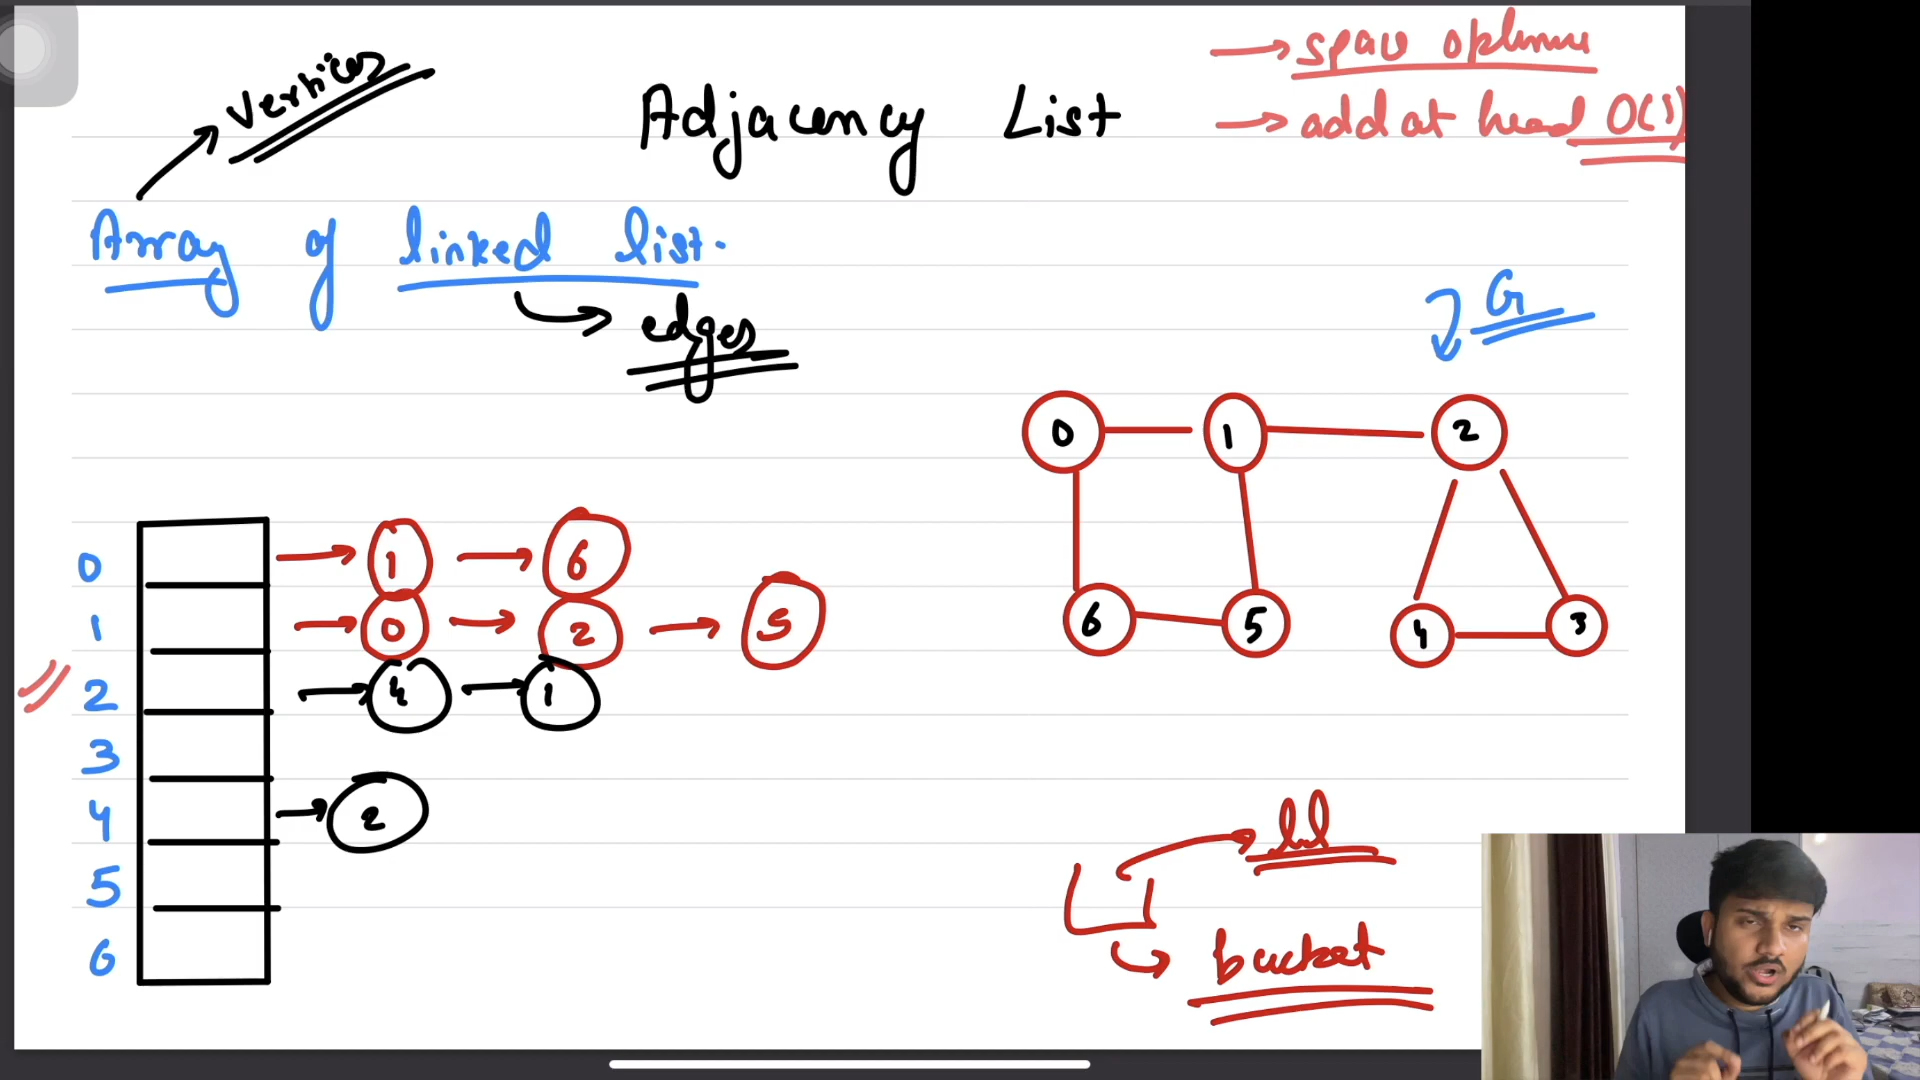 Vertices
Adjacency List
→ space optimise
→ add at head O(1)
Array of linked list.
edges
G
0 1 2
6 5 4 3
0 → 1 → 6
1 → 0 → 2 → 5
2 → 4 → 1
3
4 → 2
5
6
ll
bucket